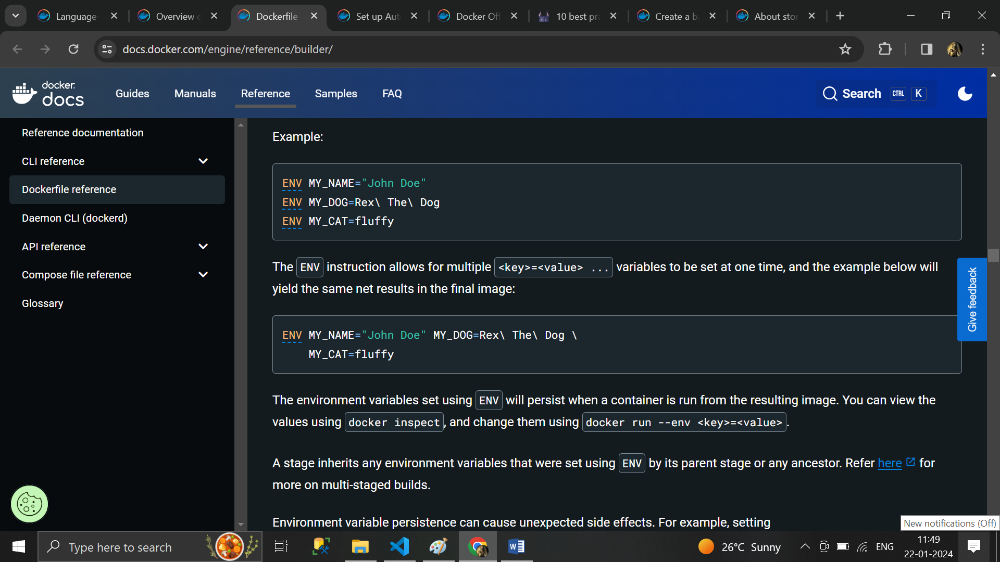 Language-
Overview c
Dockerfile
Set up Aut
Docker Off
10 best pra
Create a ba
About stor
docs.docker.com/engine/reference/builder/
docker
docs
Guides
Manuals
Reference
Samples
FAQ
Search
CTRL
K
Reference documentation
CLI reference
Dockerfile reference
Daemon CLI (dockerd)
API reference
Compose file reference
Glossary
Example:
ENV MY_NAME="John Doe"
ENV MY_DOG=Rex\ The\ Dog
ENV MY_CAT=fluffy
The ENV instruction allows for multiple <key>=<value> ... variables to be set at one time, and the example below will
yield the same net results in the final image:
ENV MY_NAME="John Doe" MY_DOG=Rex\ The\ Dog \
MY_CAT=fluffy
The environment variables set using ENV will persist when a container is run from the resulting image. You can view the
values using docker inspect, and change them using docker run --env <key>=<value>.
A stage inherits any environment variables that were set using ENV by its parent stage or any ancestor. Refer here for
more on multi-staged builds.
Environment variable persistence can cause unexpected side effects. For example, setting
Give feedback
New notifications (Off)
Type here to search
26°C Sunny
ENG
11:49
22-01-2024